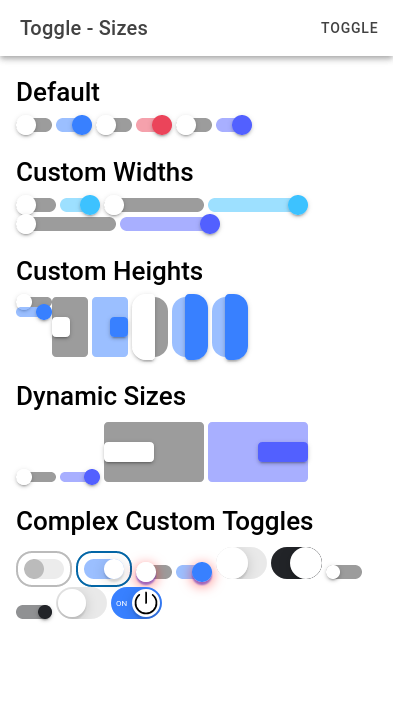 Toggle - Sizes
TOGGLE
Default
Custom Widths
Custom Heights
Dynamic Sizes
Complex Custom Toggles
ON